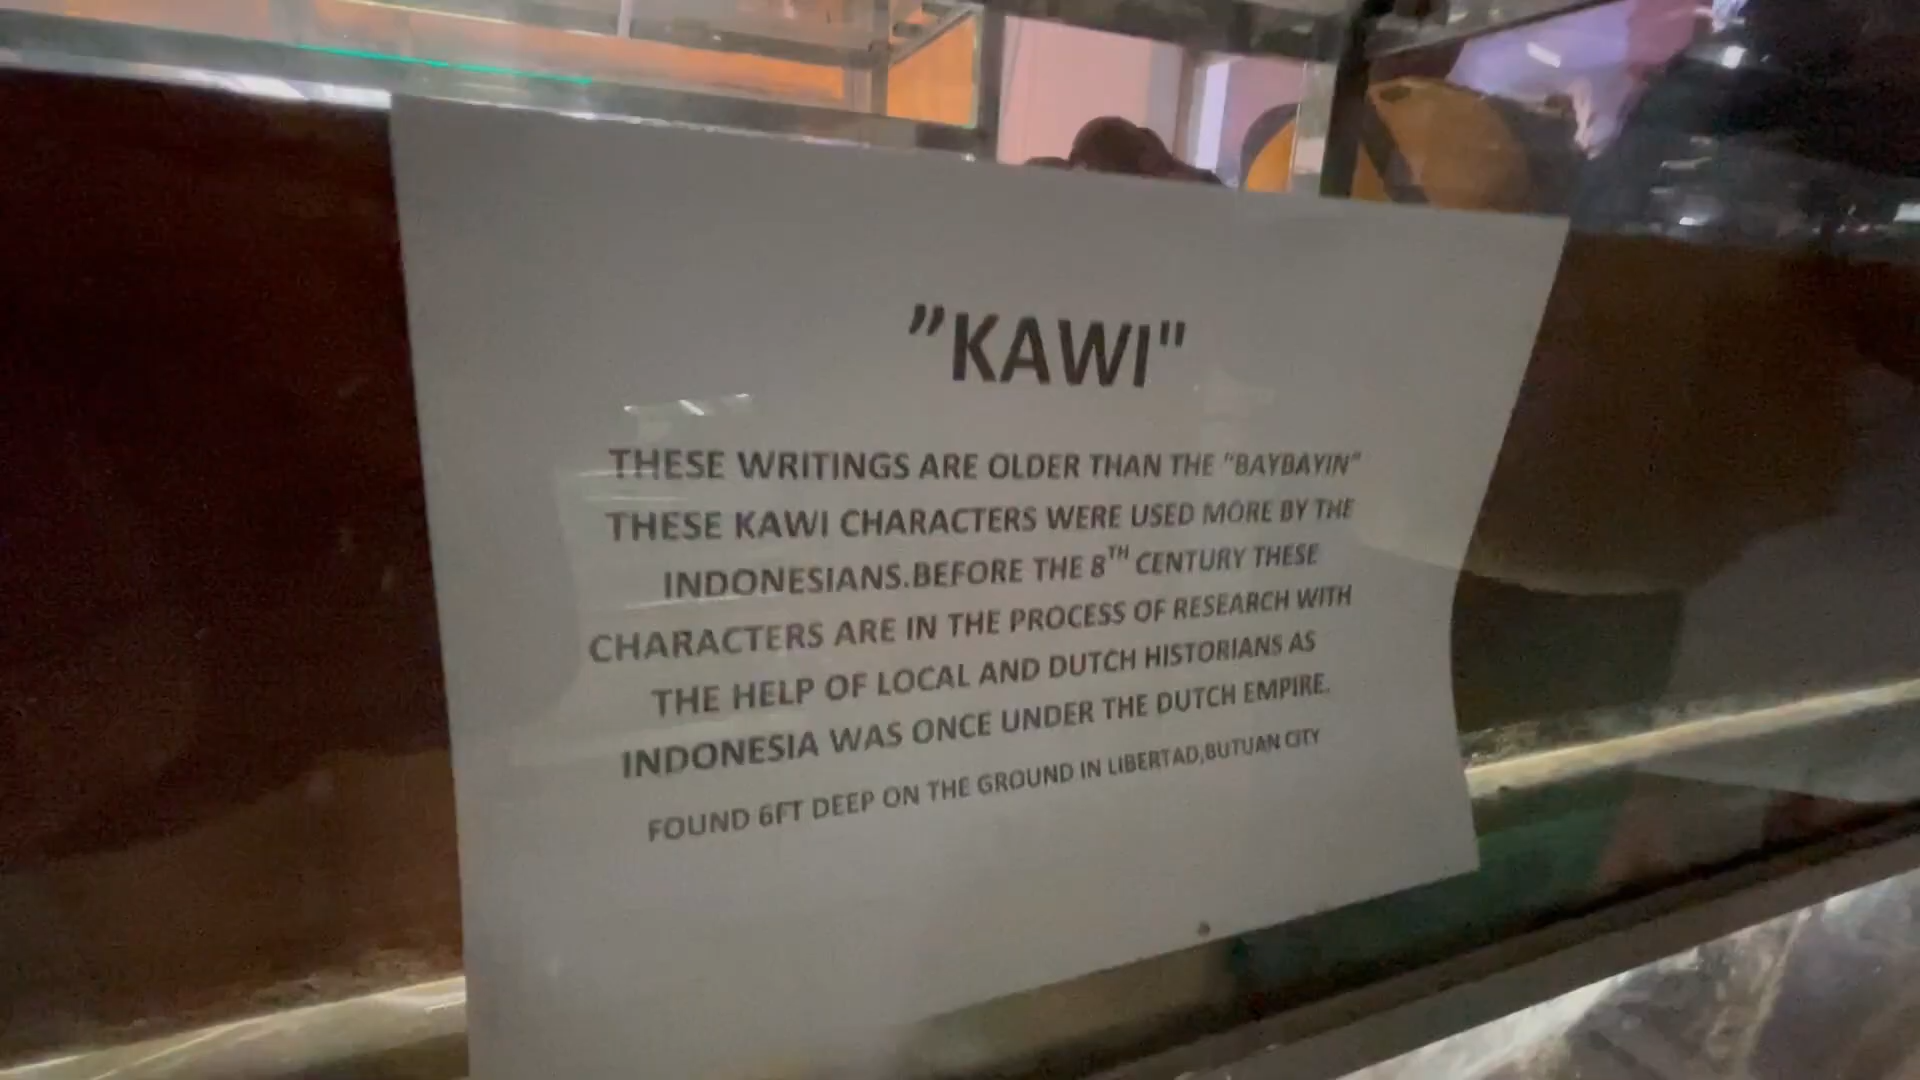 ”KAWI"
THESE WRITINGS ARE OLDER THAN THE "BAYBAYIN"
THESE KAWI CHARACTERS WERE USED MORE BY THE
INDONESIANS.BEFORE THE 8TH CENTURY THESE
CHARACTERS ARE IN THE PROCESS OF RESEARCH WITH
THE HELP OF LOCAL AND DUTCH HISTORIANS AS
INDONESIA WAS ONCE UNDER THE DUTCH EMPIRE.
FOUND 6FT DEEP ON THE GROUND IN LIBERTAD,BUTUAN CITY